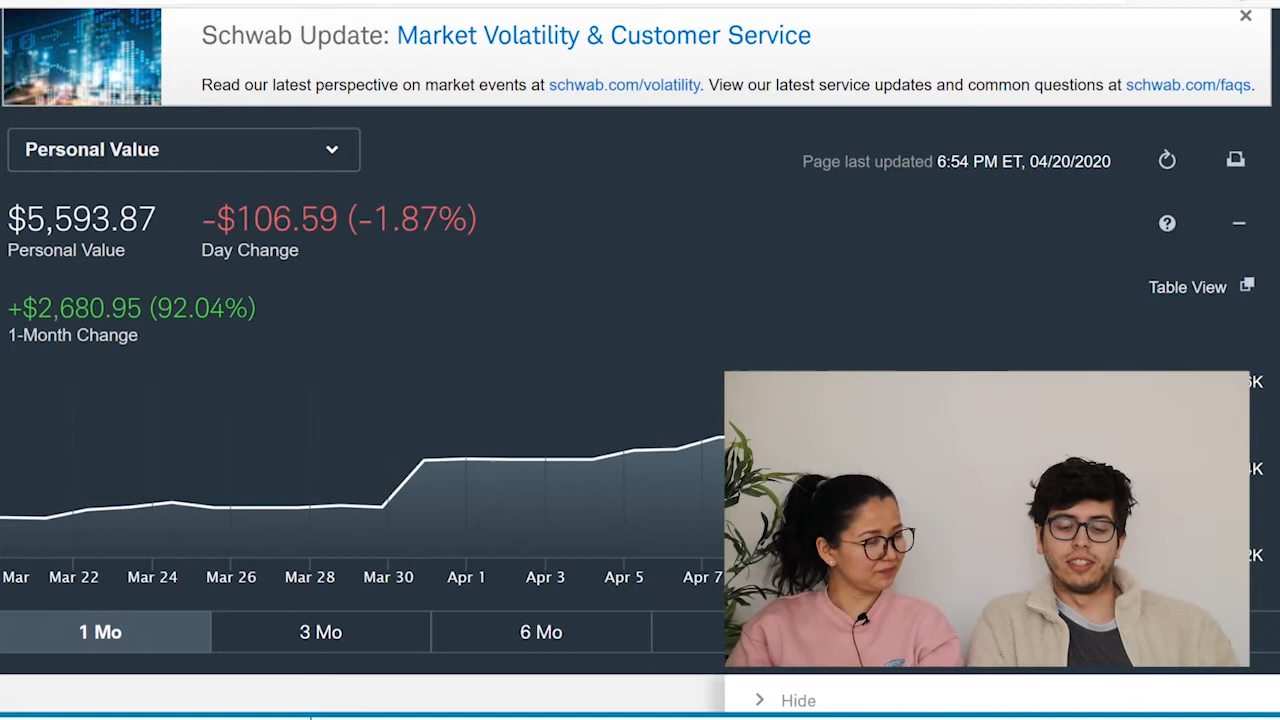 Schwab Update: Market Volatility & Customer Service
Read our latest perspective on market events at schwab.com/volatility. View our latest service updates and common questions at schwab.com/faqs.
Personal Value
Page last updated 6:54 PM ET, 04/20/2020
$5,593.87
-$106.59 (-1.87%)
Personal Value
Day Change
Table View
+$2,680.95 (92.04%)
1-Month Change
K
K
K
Mar
Mar 22
Mar 24
Mar 26
Mar 28
Mar 30
Apr 1
Apr 3
Apr 5
Apr 7
1 Mo
3 Mo
6 Mo
Hide